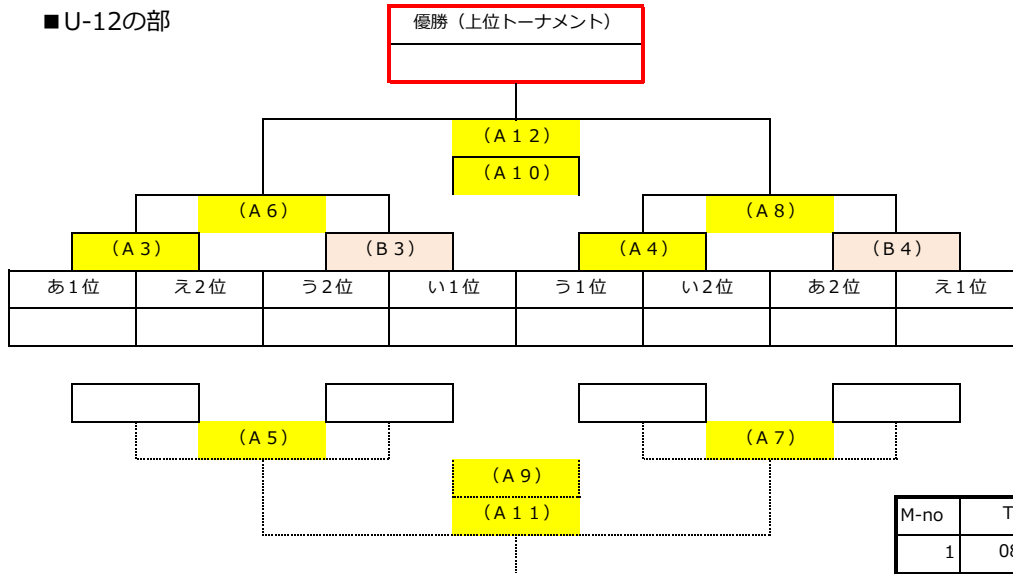 ■U-12の部
優勝（上位トーナメント）
（A１２）
（A１０）
（A６）
（A８）
（A３）
（B３）
（A４）
（B４）
あ1位 え2位 う2位 い1位 う1位 い2位 あ2位 え1位
（A５）
（A７）
（A９）
（A１１）
M-no T
1 08